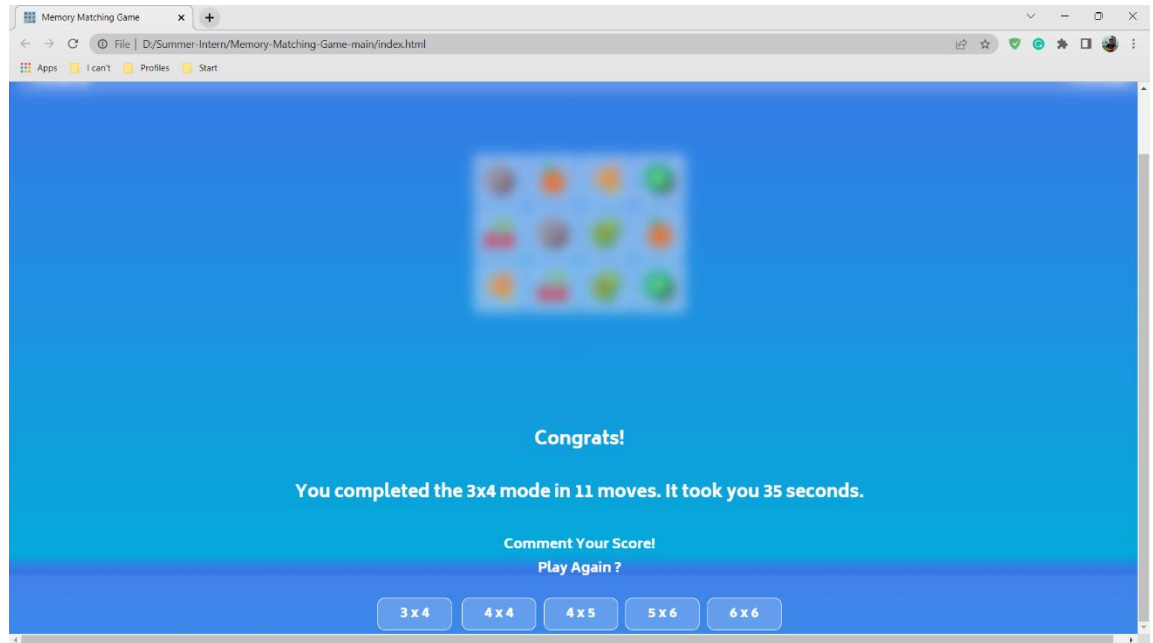 Memory Matching Game
File | D:/Summer-Intern/Memory-Matching-Game-main/index.html
Apps I can't Profiles Start
Congrats!
You completed the 3x4 mode in 11 moves. It took you 35 seconds.
Comment Your Score!
Play Again ?
3 x 4 4 x 4 4 x 5 5 x 6 6 x 6